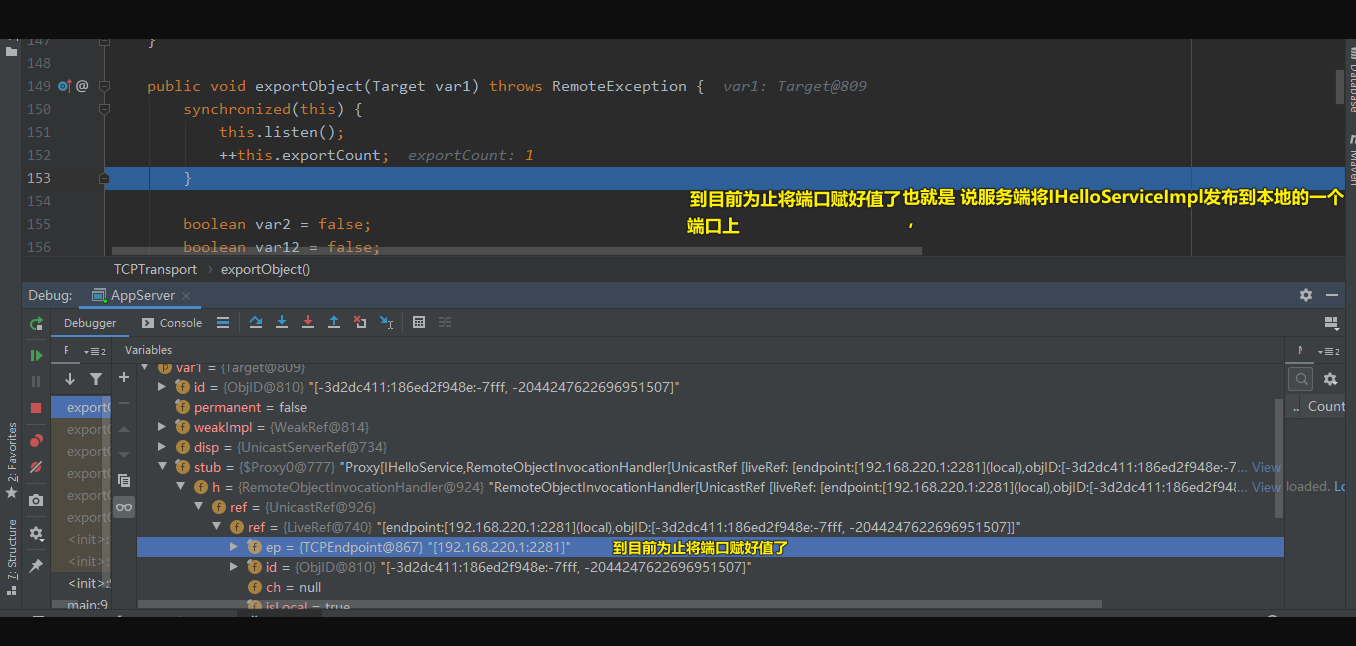 147 }
148
149 public void exportObject(Target var1) throws RemoteException { var1: Target@809
150 synchronized(this) {
151 this.listen();
152 ++this.exportCount; exportCount: 1
153 }
154
到目前为止将端口赋好值了也就是 说服务端将IHelloServiceImpl发布到本地的一个
端口上 ,
155 boolean var2 = false;
156 boolean var12 = false;
TCPTransport › exportObject()
Debug: AppServer ×
Debugger Console
F 2 Variables
var1 = {Target@809}
id = {ObjID@810} "[-3d2dc411:186ed2f948e:-7fff, -2044247622696951507]"
permanent = false
weakImpl = {WeakRef@814}
disp = {UnicastServerRef@734}
stub = {$Proxy0@777} "Proxy[IHelloService,RemoteObjectInvocationHandler[UnicastRef [liveRef: [endpoint:[192.168.220.1:2281](local),objID:[-3d2dc411:186ed2f948e:-7... View
h = {RemoteObjectInvocationHandler@924} "RemoteObjectInvocationHandler[UnicastRef [liveRef: [endpoint:[192.168.220.1:2281](local),objID:[-3d2dc411:186ed2f94... View
ref = {UnicastRef@926}
ref = {LiveRef@740} "[endpoint:[192.168.220.1:2281](local),objID:[-3d2dc411:186ed2f948e:-7fff, -2044247622696951507]]"
ep = {TCPEndpoint@867} "[192.168.220.1:2281]" 到目前为止将端口赋好值了
id = {ObjID@810} "[-3d2dc411:186ed2f948e:-7fff, -2044247622696951507]"
ch = null
isLocal = true
export
export
export
export
export
export
<init>:
<init>:
<init>:
main:9
2: Favorites
7: Structure
Database
Maven
2
.. Count
loaded. Lo